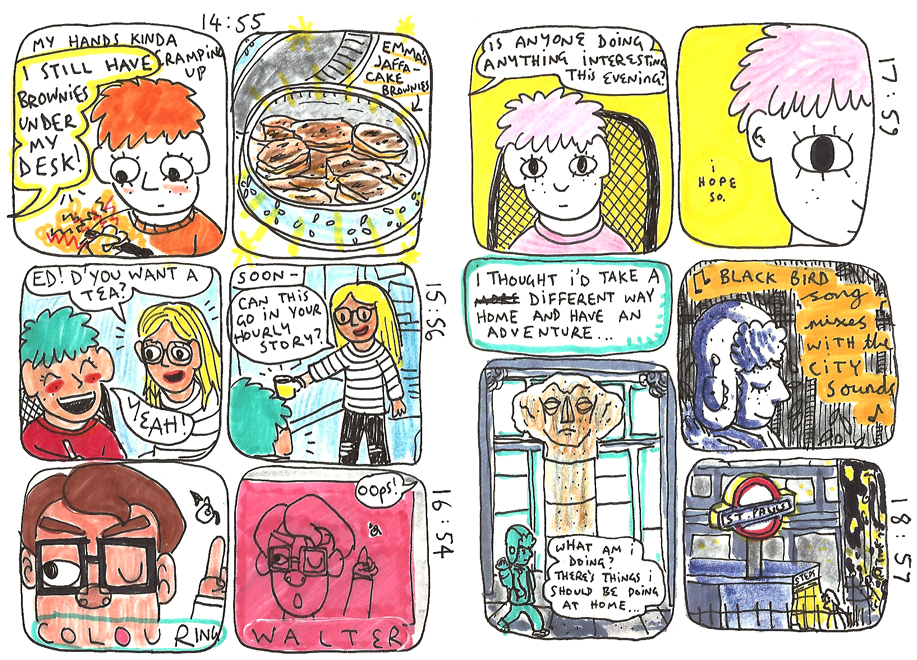 14:55
MY HANDS KINDA
CRAMPING
UP
I STILL HAVE
BROWNIES
UNDER
MY
DESK!
EMMA'S
JAFFA-
CAKE
BROWNIES
ED! D'YOU WANT A
TEA?
YEAH!
SOON-
CAN THIS
GO IN YOUR
HOURLY
STORY?
15:56
COLOURING
OOPS!
WALTER
16:54
IS ANYONE DOING
ANYTHING INTERESTING
THIS EVENING?
i
HOPE
SO.
17:59
I THOUGHT i'D TAKE A
DIFFERENT WAY
HOME AND HAVE AN
ADVENTURE...
BLACK BIRD
song
mixes
WITH the
CiTY
Sounds
WHAT AM i
DOING?
THERE'S THINGS i
SHOULD BE DOING
AT HOME...
ST. PAULS
18:57